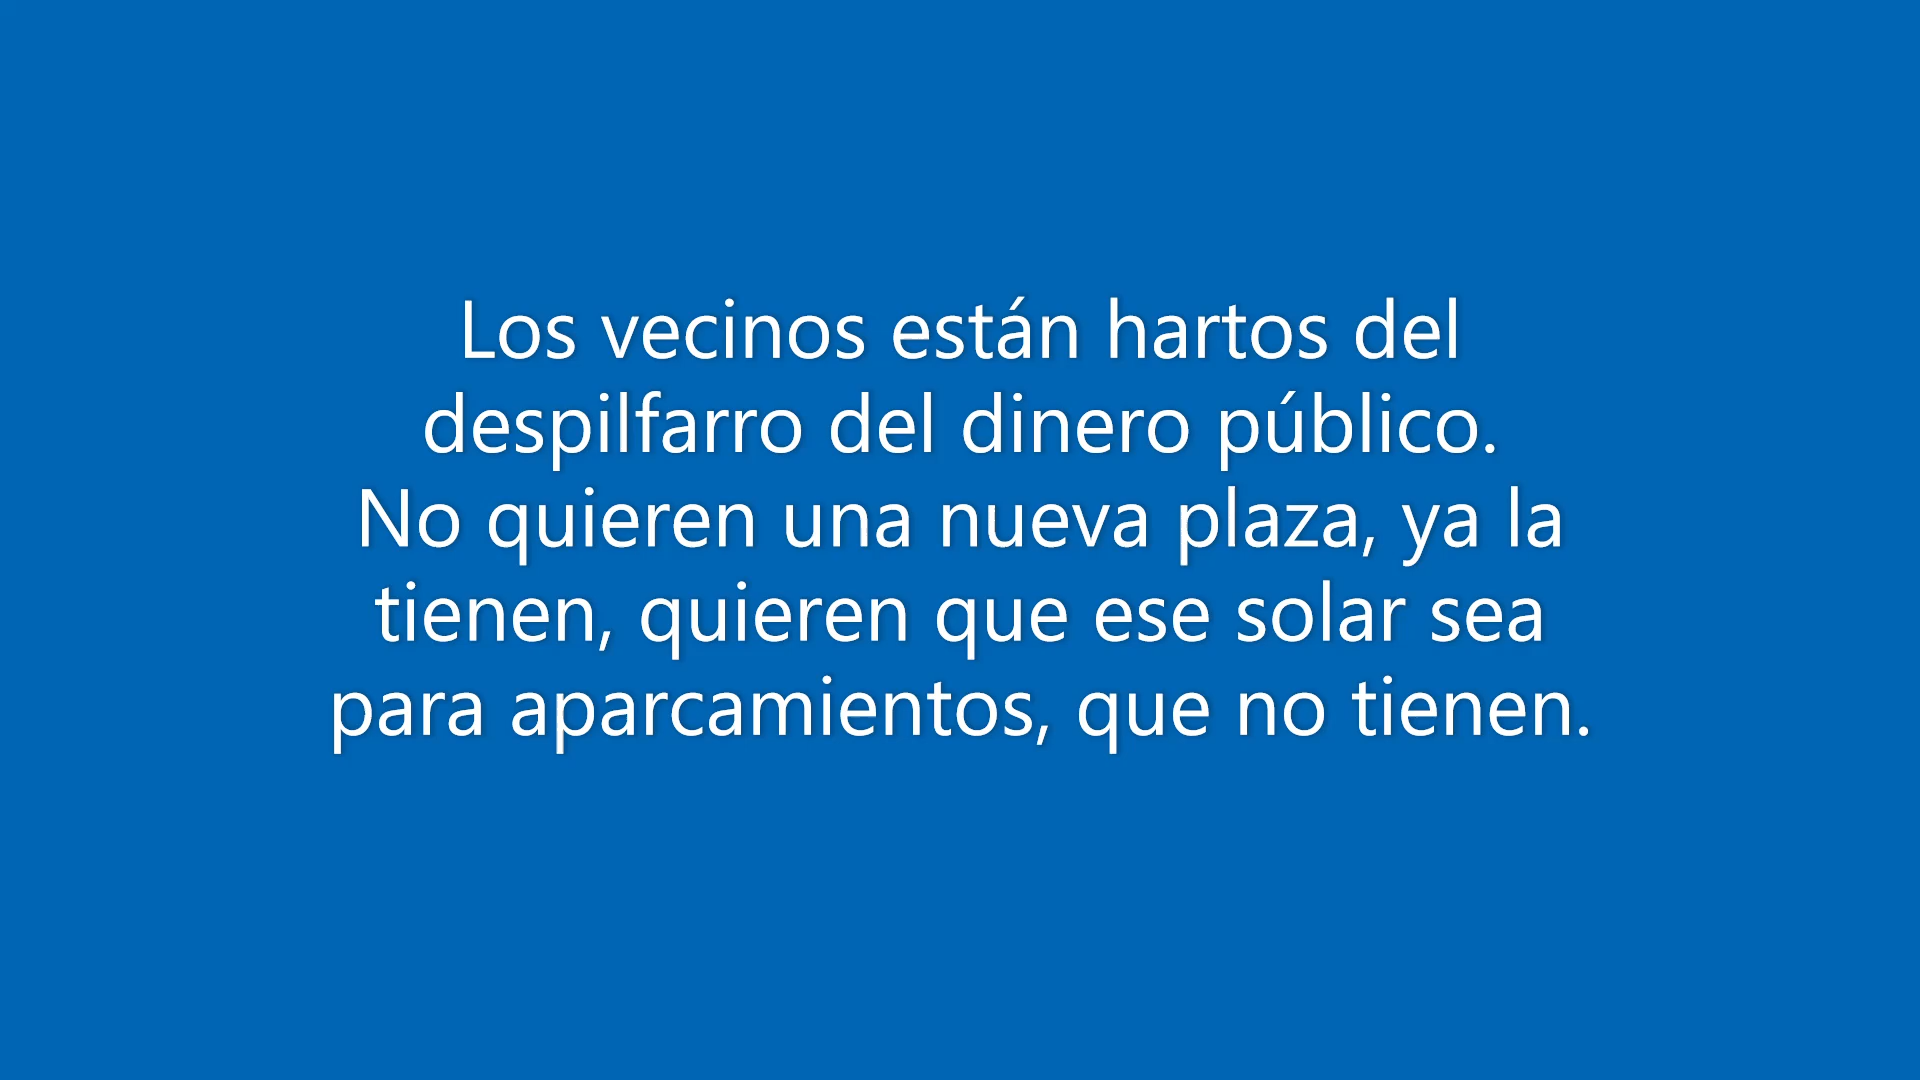 Los vecinos están hartos del
despilfarro del dinero público.
No quieren una nueva plaza, ya la
tienen, quieren que ese solar sea
para aparcamientos, que no tienen.